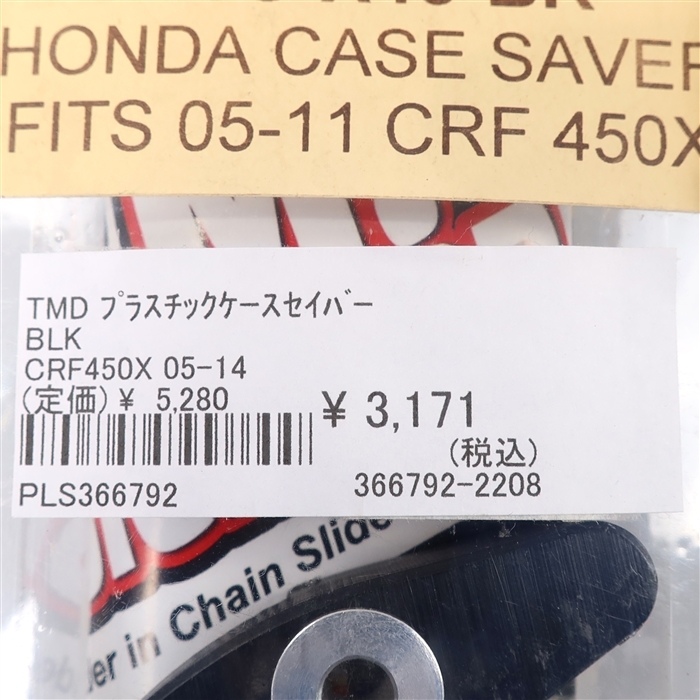 HONDA CASE SAVER
FITS 05-11 CRF 450X
TMD プラスチックケースセイバー
BLK
CRF450X 05-14
(定価)¥ 5,280
¥ 3,171
(税込)
PLS366792
366792-2208
in Chain Slide